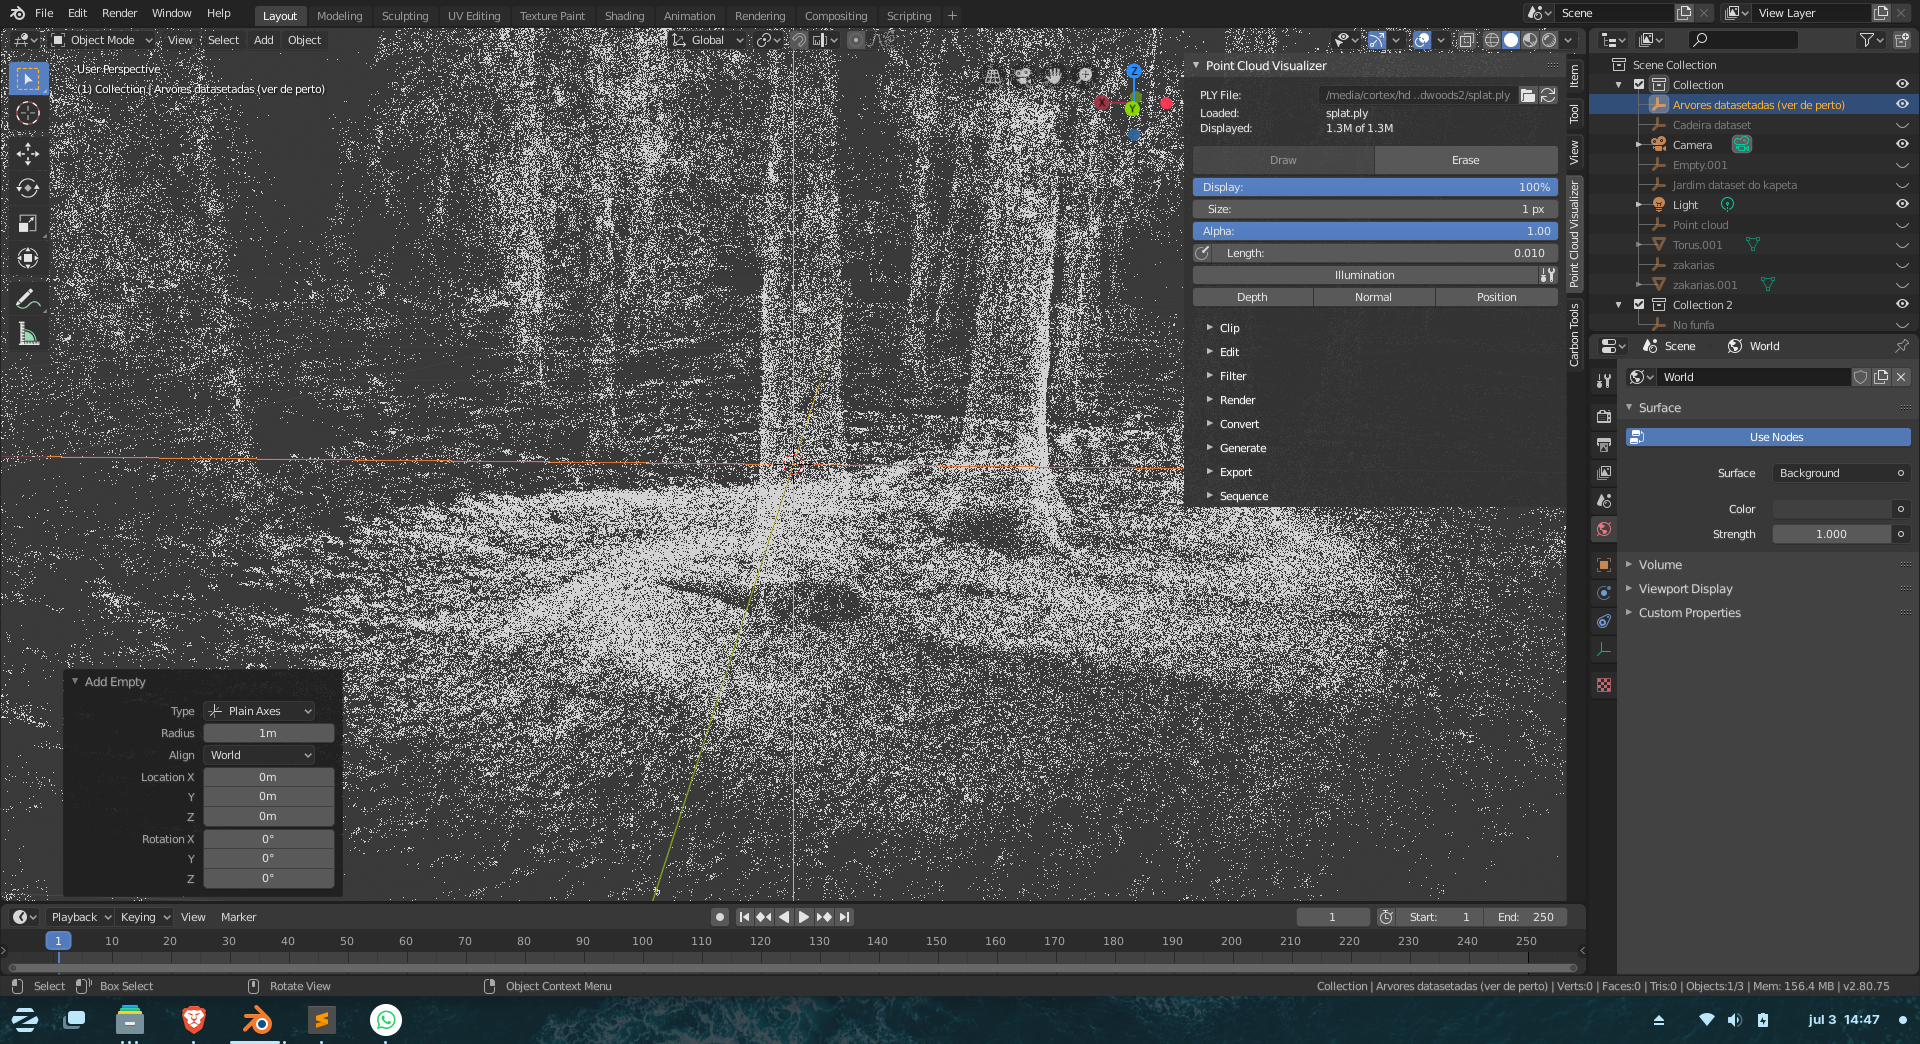 File Edit Render Window Help Layout Modeling Sculpting UV Editing Texture Paint Shading Animation Rendering Compositing Scripting + Scene View Layer
Object Mode View Select Add Object Global
User Perspective
(1) Collection | Arvores datasetadas (ver de perto)
X Y Z
Point Cloud Visualizer
PLY File: /media/cortex/hd ..dwoods2/splat.ply
Loaded: splat.ply
Displayed: 1.3M of 1.3M
Draw Erase
Display: 100%
Size: 1 px
Alpha: 1.00
Length: 0.010
Illumination
Depth Normal Position
Clip
Edit
Filter
Render
Convert
Generate
Export
Sequence
Item
Tool
View
Point Cloud Visualizer
Carbon Tools
Scene Collection
Collection
Arvores datasetadas (ver de perto)
Cadeira dataset
Camera
Empty.001
Jardim dataset do kapeta
Light
Point cloud
Torus.001
zakarias
zakarias.001
Collection 2
No funfa
Scene World
World
Surface
Use Nodes
Surface Background
Color
Strength 1.000
Volume
Viewport Display
Custom Properties
Add Empty
Type Plain Axes
Radius 1m
Align World
Location X 0m
Y 0m
Z 0m
Rotation X 0°
Y 0°
Z 0°
Playback Keying View Marker 1 Start: 1 End: 250
1 10 20 30 40 50 60 70 80 90 100 110 120 130 140 150 160 170 180 190 200 210 220 230 240 250
Select Box Select Rotate View Object Context Menu Collection | Arvores datasetadas (ver de perto) | Verts:0 | Faces:0 | Tris:0 | Objects:1/3 | Mem: 156.4 MB | v2.80.75
jul 3 14:47